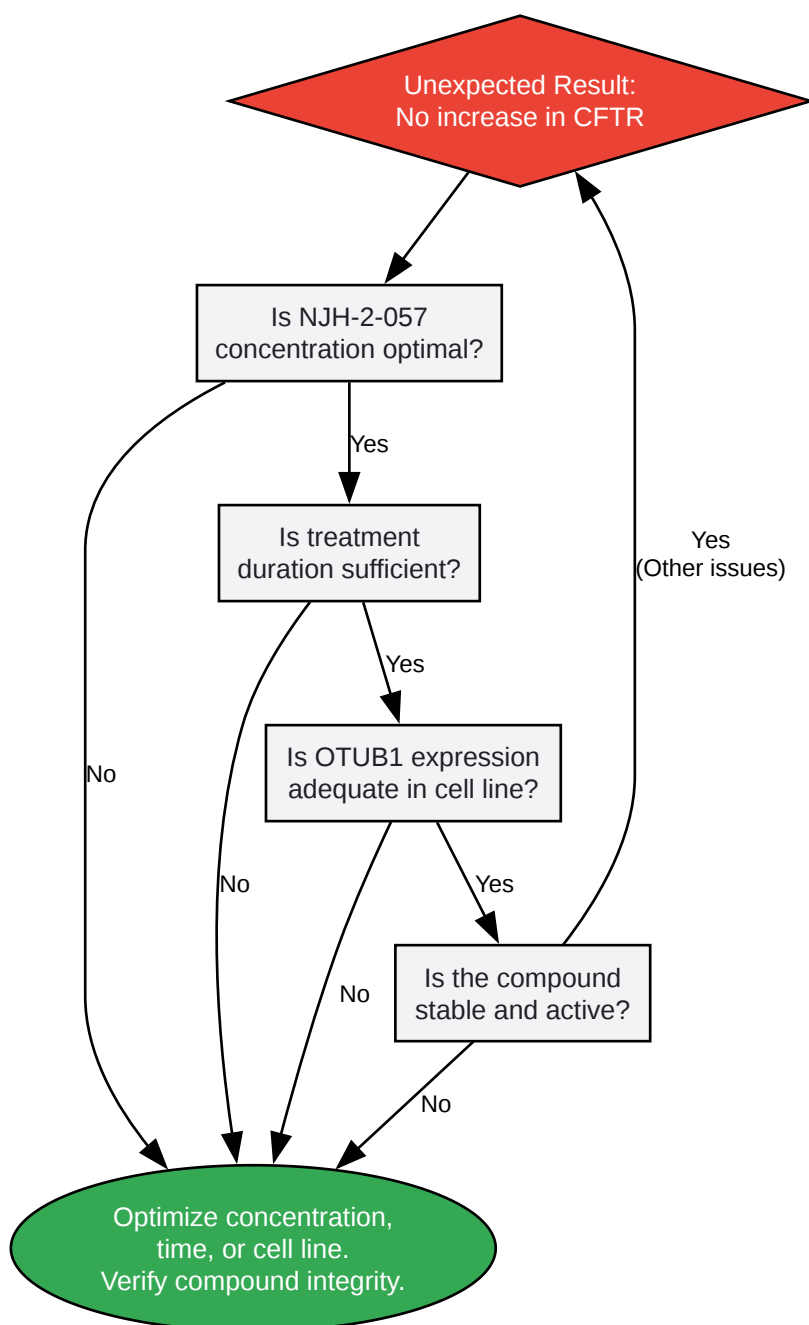 Unexpected Result:
No increase in CFTR
Is NJH-2-057
concentration optimal?
Yes
Is treatment
duration sufficient?
Yes
(Other issues)
Yes
Is OTUB1 expression
adequate in cell line?
No
No
Yes
Is the compound
stable and active?
No
No
Optimize concentration,
time, or cell line.
Verify compound integrity.